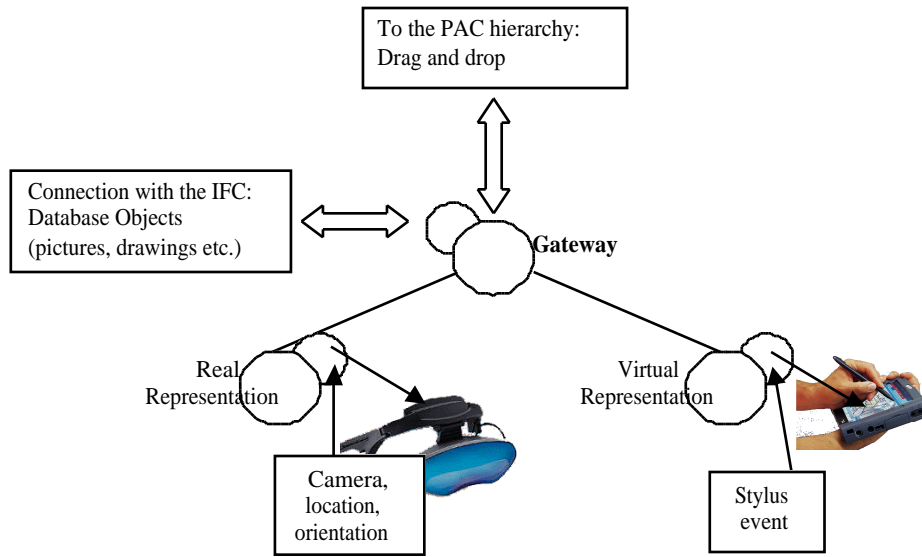 To the PAC hierarchy:
Drag and drop
Connection with the IFC:
Database Objects
(pictures, drawings etc.)
Gateway
Real
Representation
Virtual
Representation
Camera,
location,
orientation
Stylus
event